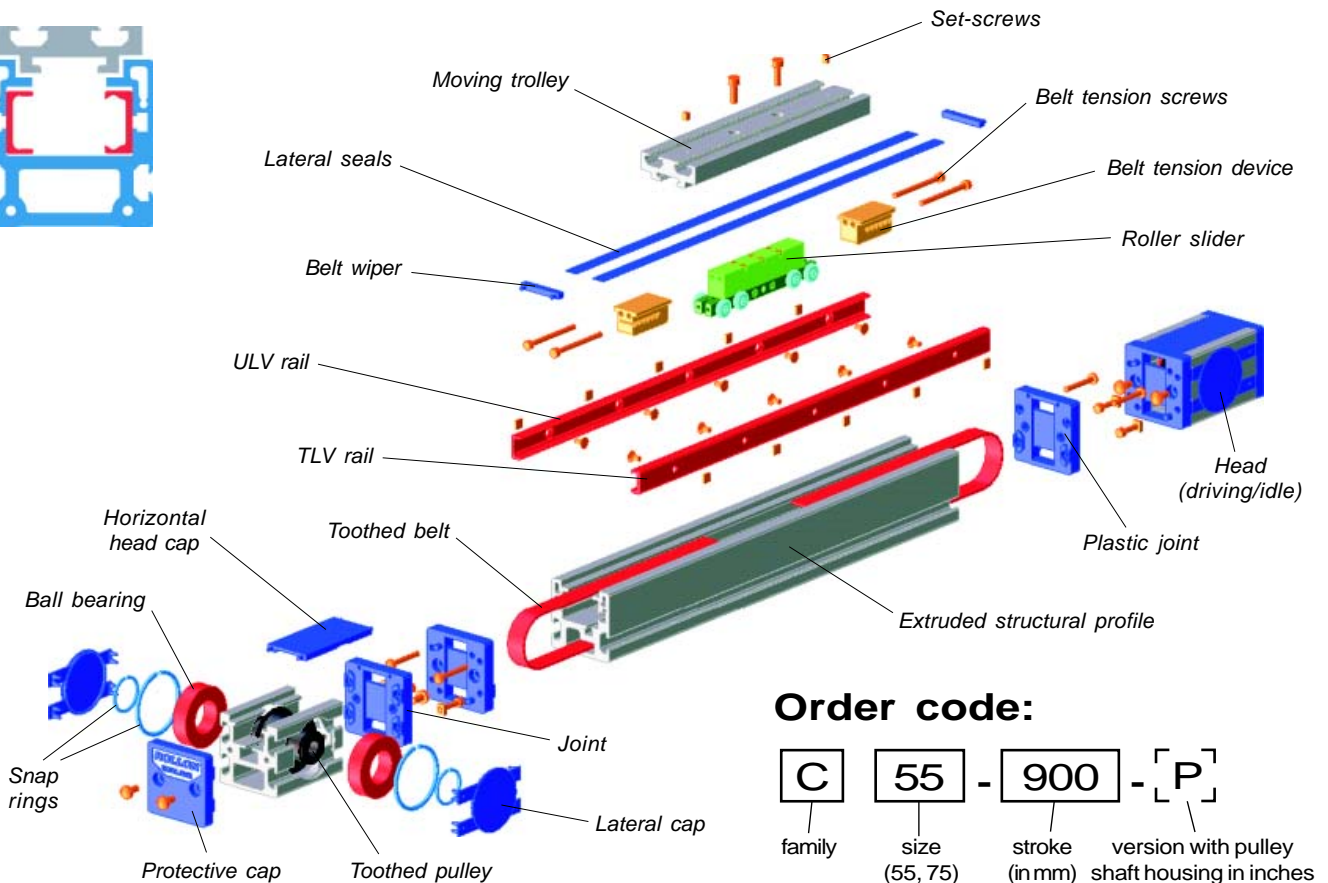 Set-screws
Moving trolley
Belt tension screws
Lateral seals
Belt tension device
Roller slider
Belt wiper
ULV rail
TLV rail
Head
(driving/idle)
Horizontal
head cap
Toothed belt
Plastic joint
Ball bearing
Extruded structural profile
Joint
Snap
rings
Lateral cap
Protective cap
Toothed pulley
ROLLON
Order code:
C 55 - 900 - [P]
family size stroke version with pulley
(55, 75) (in mm) shaft housing in inches